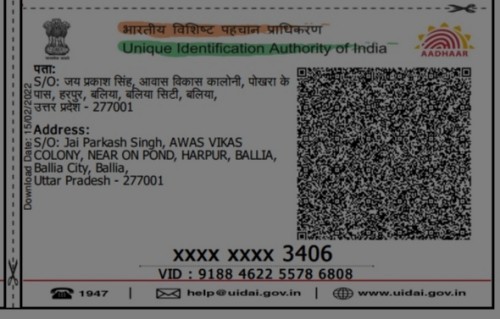 भारतीय विशिष्ट पहचान प्राधिकरण
Unique Identification Authority of India
AADHAAR
Download Date: 15/02/2022
पता:
S/O: जय प्रकाश सिंह, आवास विकास कालोनी, पोखरा के
पास, हरपुर, बलिया, बलिया सिटी, बलिया,
उत्तर प्रदेश - 277001
Address:
S/O: Jai Parkash Singh, AWAS VIKAS
COLONY, NEAR ON POND, HARPUR, BALLIA,
Ballia City, Ballia,
Uttar Pradesh - 277001
xxxx xxxx 3406
VID : 9188 4622 5578 6808
1947 | help@uidai.gov.in | www.uidai.gov.in